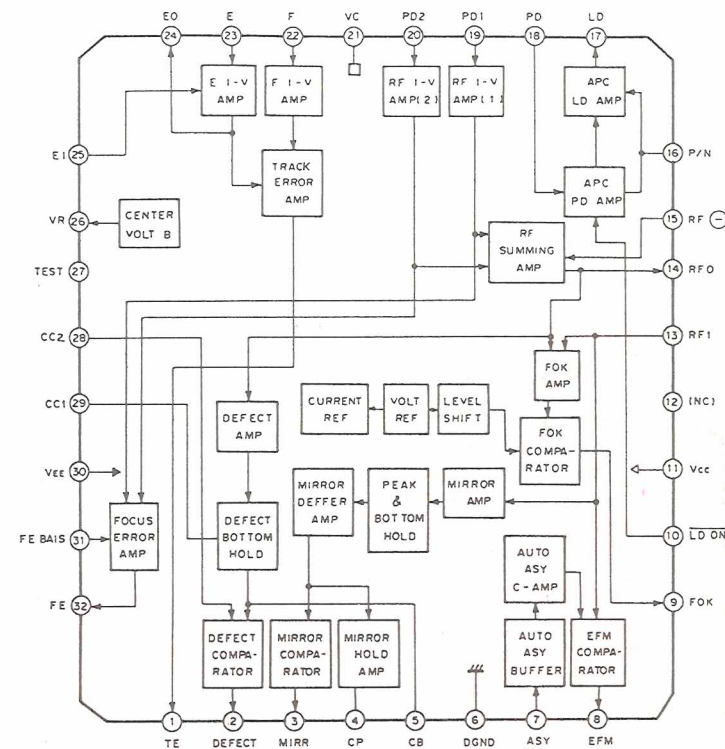 EO E F VC PD2 PD1 PD LD
24 23 22 21 20 19 18 17
E I-V
AMP
F I-V
AMP
RF I-V
AMP(2)
RF I-V
AMP(1)
APC
LD AMP
EI 25
16 P/N
TRACK
ERROR
AMP
APC
PD AMP
VR 26
CENTER
VOLT B
15 RF ⊖
RF
SUMMING
AMP
TEST 27
14 RFO
CC2 28
13 RFI
FOK
AMP
CC1 29
DEFECT
AMP
CURRENT
REF
VOLT
REF
LEVEL
SHIFT
FOK
COMPA-
RATOR
12 (NC)
VEE 30
11 Vcc
MIRROR
DEFFER
AMP
PEAK
&
BOTTOM
HOLD
MIRROR
AMP
FE BAIS 31
FOCUS
ERROR
AMP
DEFECT
BOTTOM
HOLD
10 LD ON
AUTO
ASY
C-AMP
FE 32
9 FOK
DEFECT
COMPA-
RATOR
MIRROR
COMPA-
RATOR
MIRROR
HOLD
AMP
AUTO
ASY
BUFFER
EFM
COMPA-
RATOR
1 2 3 4 5 6 7 8
TE DEFECT MIRR CP CB DGND ASY EFM